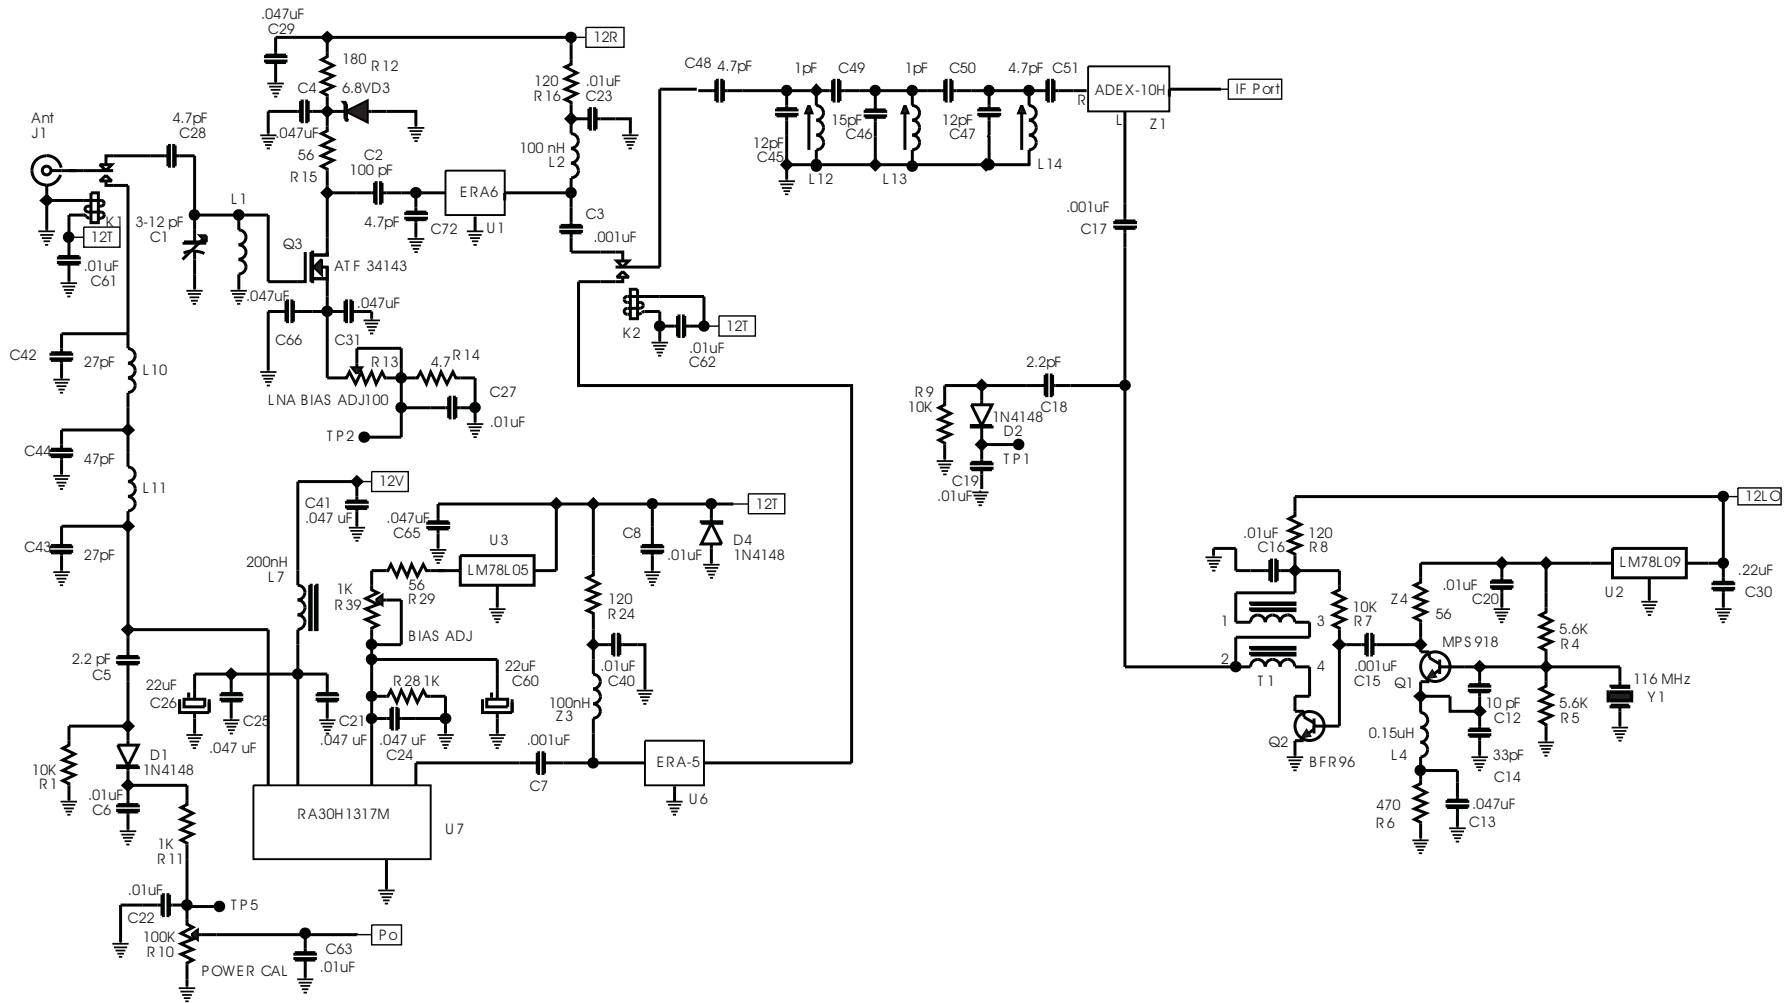 .047uF
C29
12R
180 R12
C4
6.8VD3
.047uF
56
R15
120
R16
.01uF
C23
100 nH
L2
C2
100 pF
ERA6
U1
4.7pF
C72
C3
.001uF
Ant
J1
4.7pF
C28
K1
12T
.01uF
C61
3-12 pF
C1
L1
Q3
ATF 34143
.047uF
C66
.047uF
C31
R13
4.7 R14
LNA BIAS ADJ100
C27
.01uF
TP2
K2
12T
.01uF
C62
C48 4.7pF
1pF C49
1pF C50
4.7pF C51
12pF
C45
15pF
C46
12pF
C47
L12
L13
L14
R
ADEX-10H
L
Z1
IF Port
.001uF
C17
2.2pF
C18
R9
10K
1N4148
D2
TP1
C19
.01uF
C42
27pF
L10
C44
47pF
L11
C43
27pF
2.2 pF
C5
12V
C41
.047 uF
200nH
L7
22uF
C26
C25
.047 uF
C21
.047 uF
1K
R39
56
R29
BIAS ADJ
.047uF
C65
U3
LM78L05
R28 1K
.047 uF
C24
22uF
C60
120
R24
.01uF
C40
100nH
Z3
C8
.01uF
D4
1N4148
12T
.001uF
C7
ERA-5
U6
D1
1N4148
10K
R1
.01uF
C6
1K
R11
RA30H1317M
U7
.01uF
C22
TP5
100K
R10
POWER CAL
Po
C63
.01uF
12LO
.01uF
C16
120
R8
1
3
2
4
T1
10K
R7
.001uF
C15
Q2
BFR96
Z4
56
MPS918
Q1
.01uF
C20
LM78L09
U2
.22uF
C30
5.6K
R4
5.6K
R5
116 MHz
Y1
10 pF
C12
33pF
C14
0.15uH
L4
470
R6
.047uF
C13